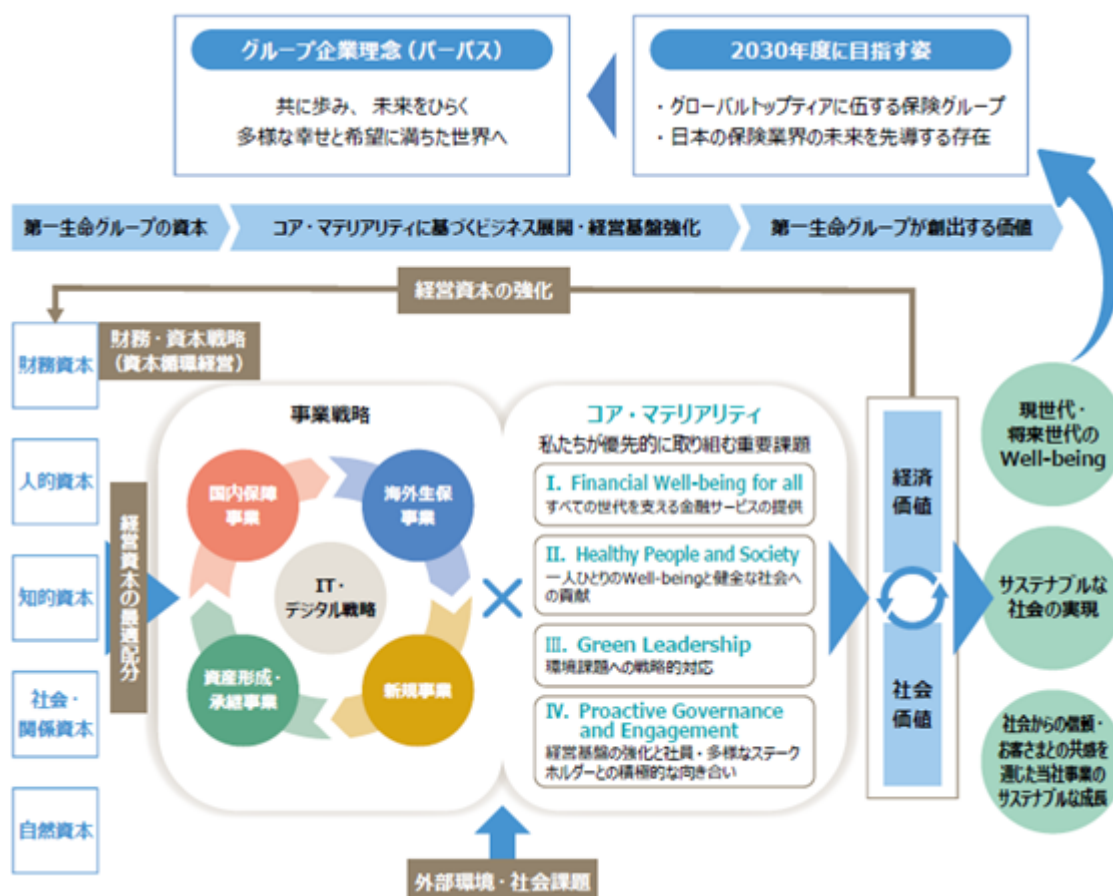 グループ企業理念（パーパス）
共に歩み、未来をひらく
多様な幸せと希望に満ちた世界へ
2030年度に目指す姿
・グローバルトップティアに伍する保険グループ
・日本の保険業界の未来を先導する存在
第一生命グループの資本
コア・マテリアリティに基づくビジネス展開・経営基盤強化
第一生命グループが創出する価値
経営資本の強化
財務資本
人的資本
知的資本
社会・
関係資本
自然資本
財務・資本戦略
（資本循環経営）
経営資本の最適配分
事業戦略
国内保障
事業
海外生保
事業
IT・
デジタル戦略
資産形成・
承継事業
新規事業
コア・マテリアリティ
私たちが優先的に取り組む重要課題
I. Financial Well-being for all
すべての世代を支える金融サービスの提供
II. Healthy People and Society
一人ひとりのWell-beingと健全な社会へ
の貢献
III. Green Leadership
環境課題への戦略的対応
IV. Proactive Governance
and Engagement
経営基盤の強化と社員・多様なステーク
ホルダーとの積極的な向き合い
外部環境・社会課題
経済
価値
社会
価値
現世代・
将来世代の
Well-being
サステナブルな
社会の実現
社会からの信頼・
お客さまとの共感を
通じた当社事業の
サステナブルな成長